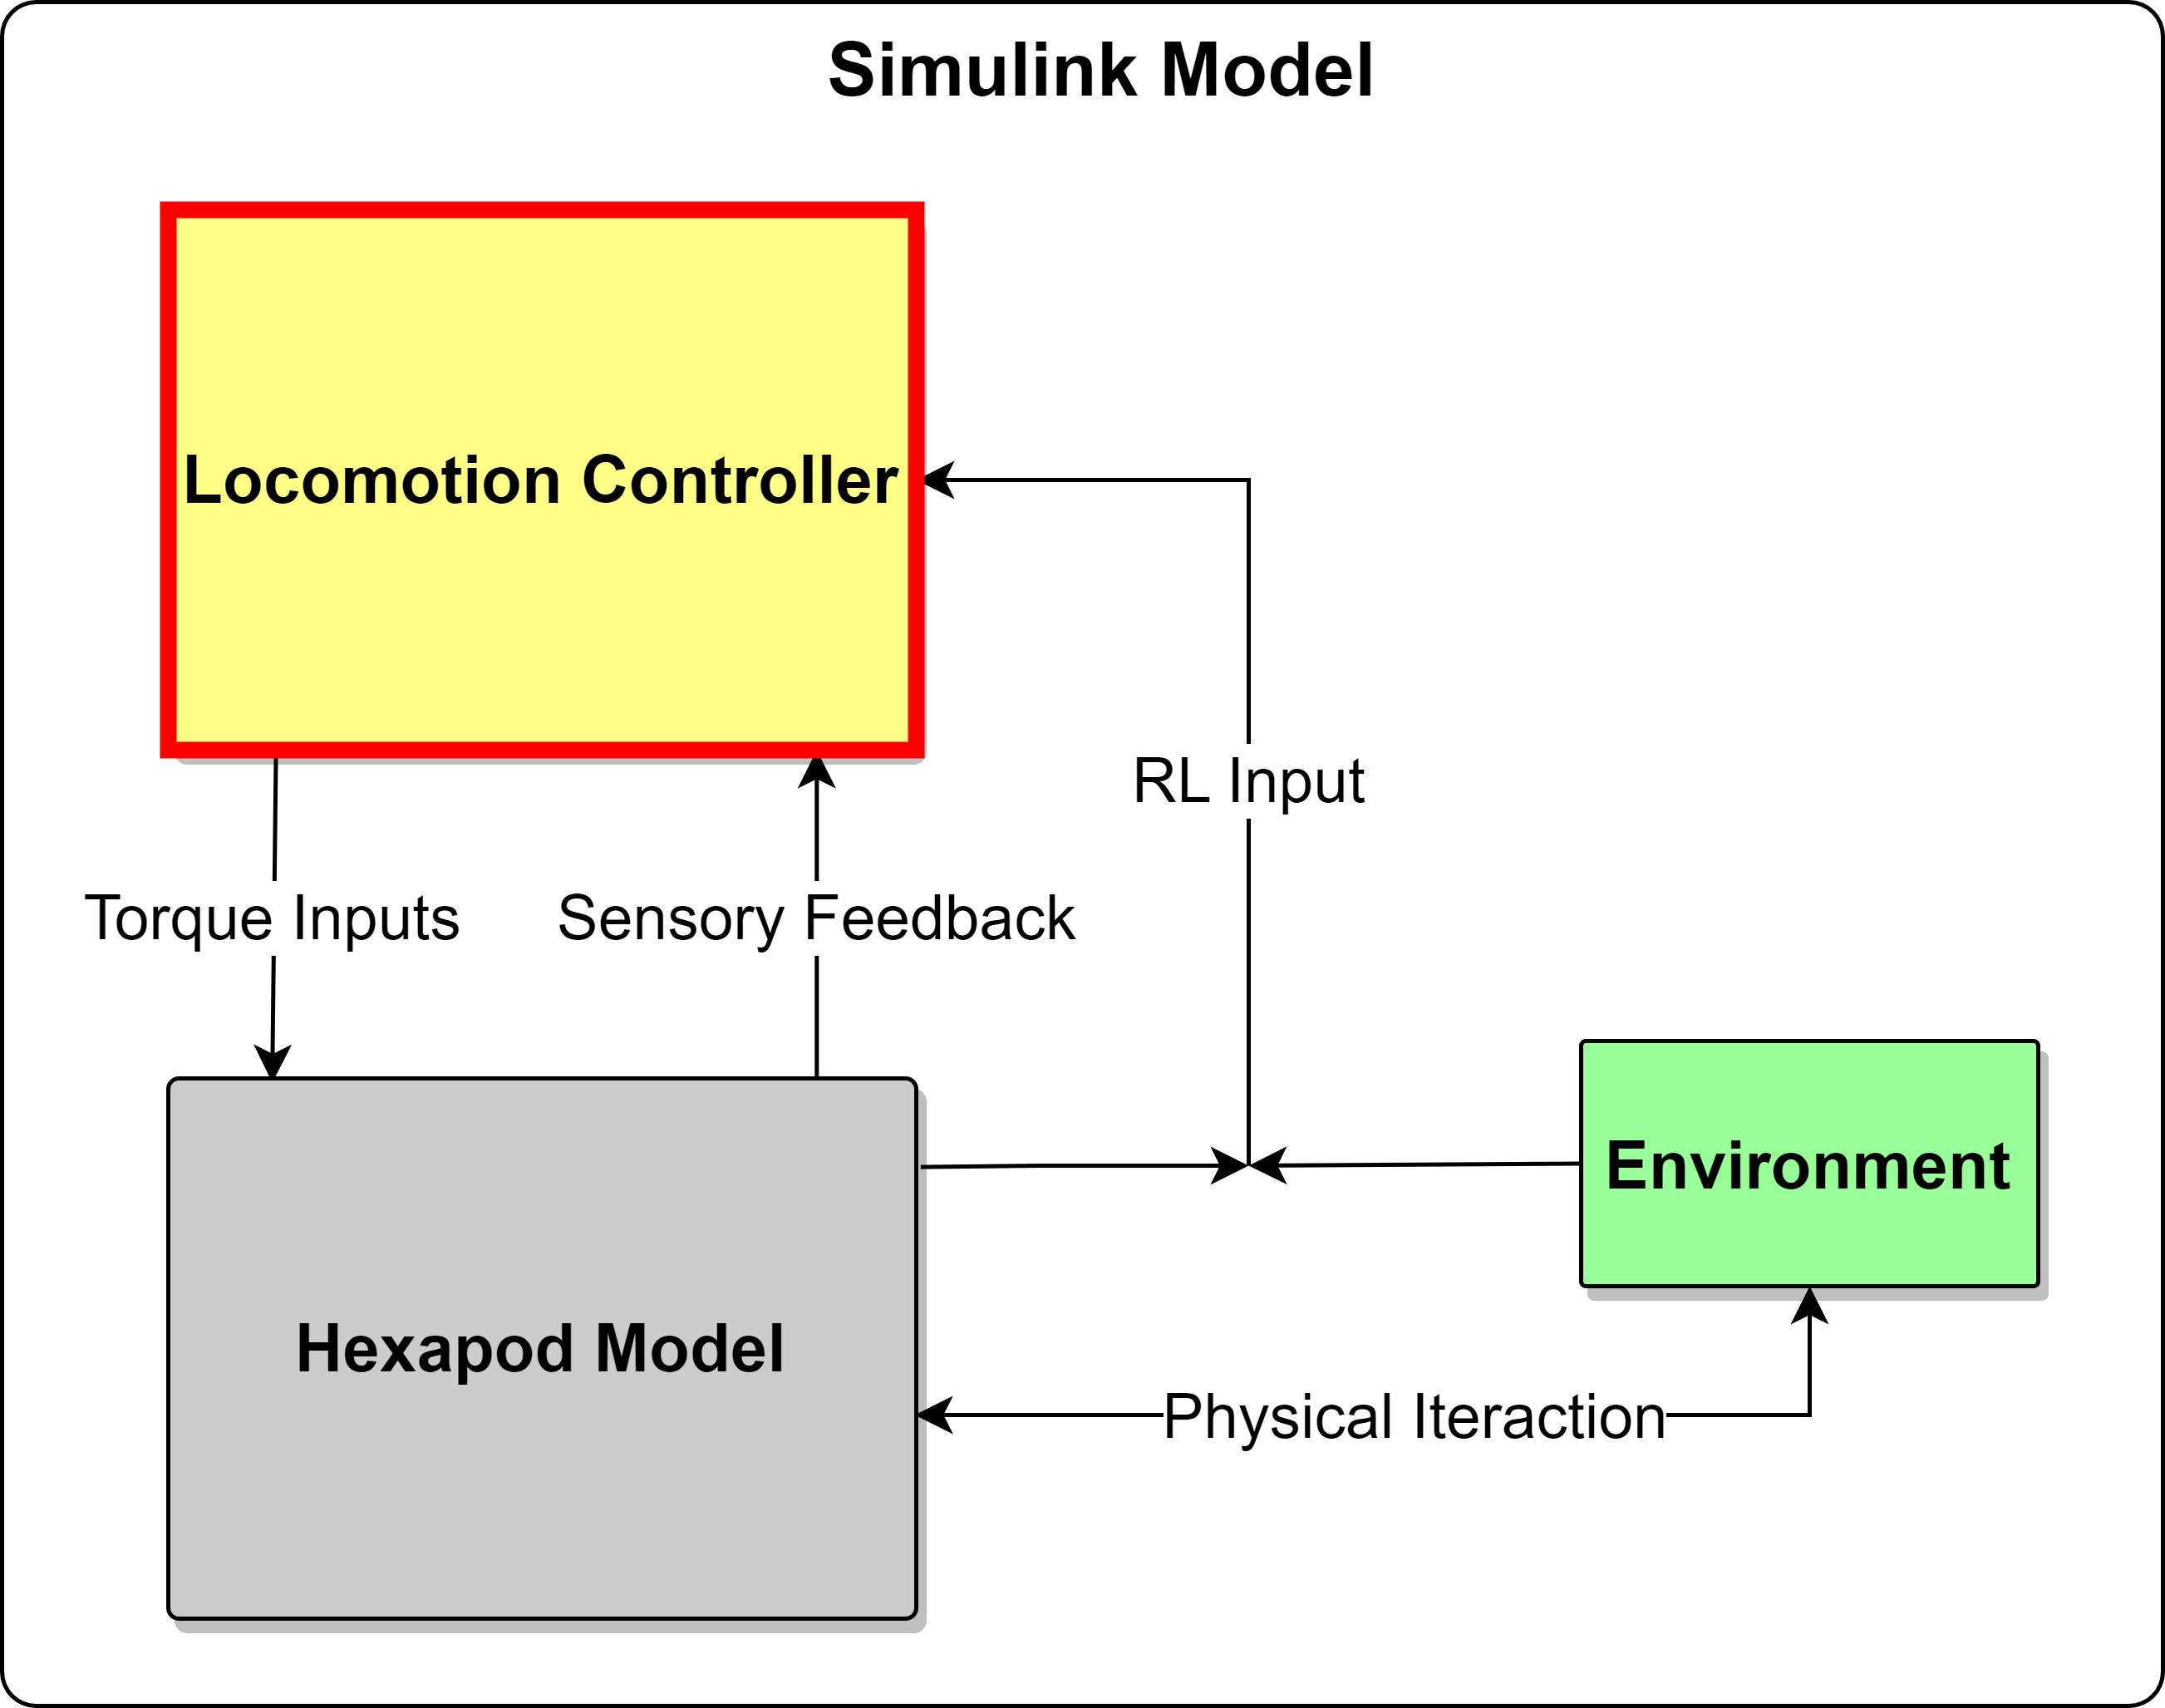 Simulink Model
Locomotion Controller
RL Input
Torque Inputs
Sensory Feedback
Environment
Hexapod Model
Physical Iteraction